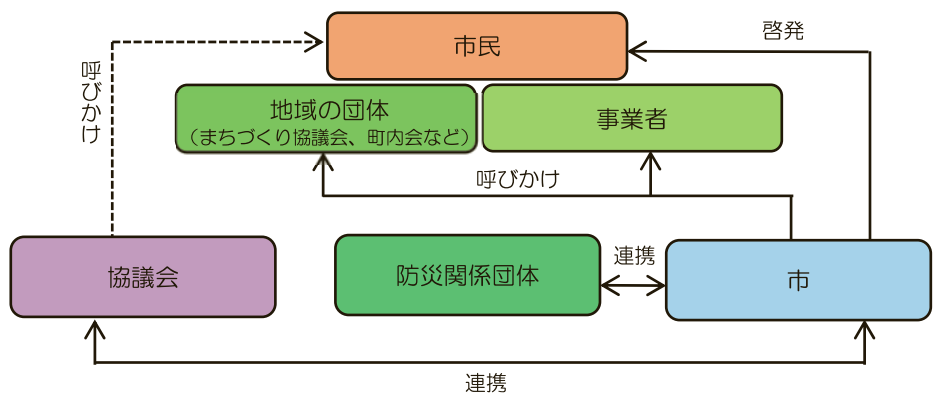 市民
啓発
呼びかけ
地域の団体
（まちづくり協議会、町内会など）
事業者
呼びかけ
協議会
防災関係団体
連携
市
連携